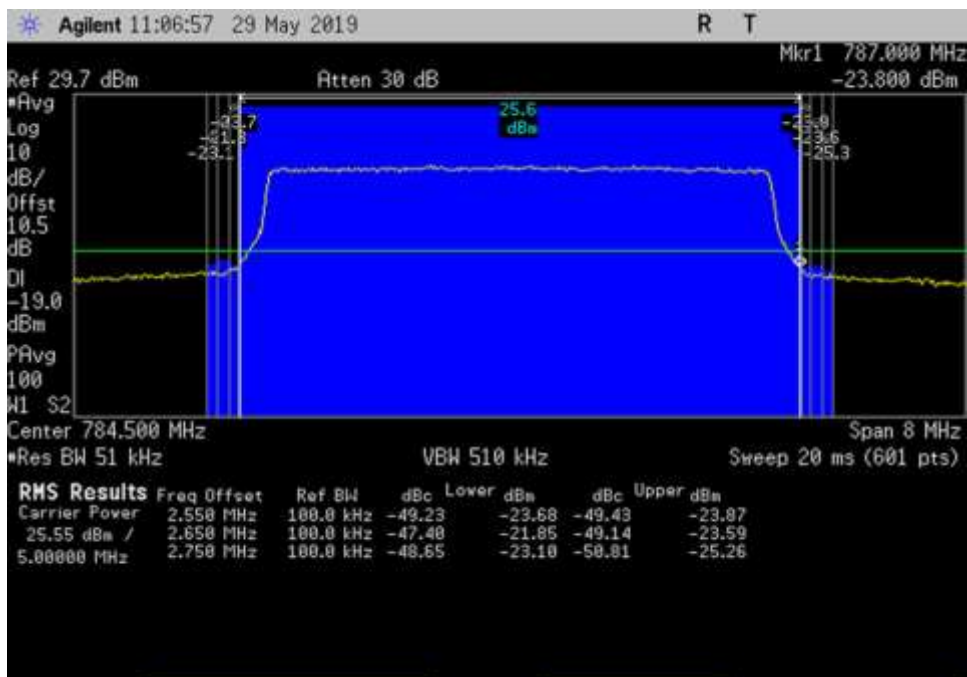 Agilent 11:06:57 29 May 2019 R T
Mkr1 787.000 MHz
Ref 29.7 dBm Atten 30 dB -23.800 dBm
*Avg
Log
10
dB/
Offst
10.5
dB
DI
-19.0
dBm
PAvg
100
W1 S2
25.6
dBm
-23.7
-23.1
-25.3
Center 784.500 MHz Span 8 MHz
*Res BW 51 kHz VBW 510 kHz Sweep 20 ms (601 pts)
RMS Results Freq Offset Ref BW dBc Lower dBm dBc Upper dBm
Carrier Power 2.550 MHz 100.0 kHz -49.23 -23.68 -49.43 -23.87
25.55 dBm / 2.650 MHz 100.0 kHz -47.40 -21.85 -49.14 -23.59
5.00000 MHz 2.750 MHz 100.0 kHz -48.65 -23.10 -50.81 -25.26